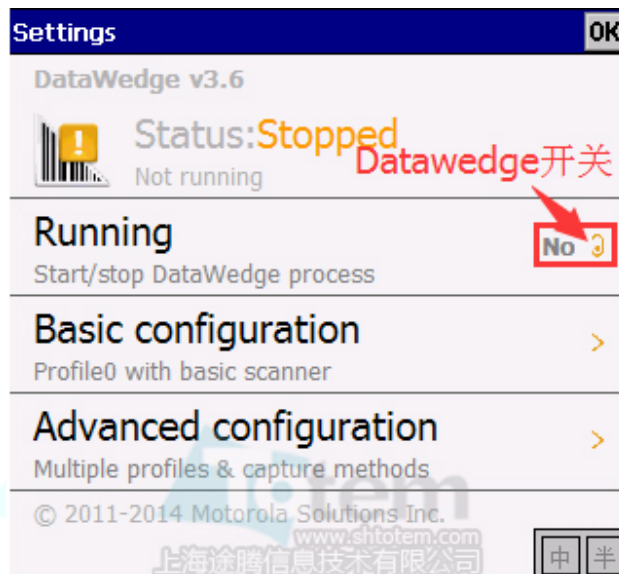 Settings
OK
DataWedge v3.6
Status:Stopped
Not running
Datawedge开关
Running
No
Start/stop DataWedge process
Basic configuration
>
Profile0 with basic scanner
Advanced configuration
>
Multiple profiles & capture methods
Totem
© 2011-2014 Motorola Solutions Inc.
www.shtotem.com
上海途腾信息技术有限公司
中 半